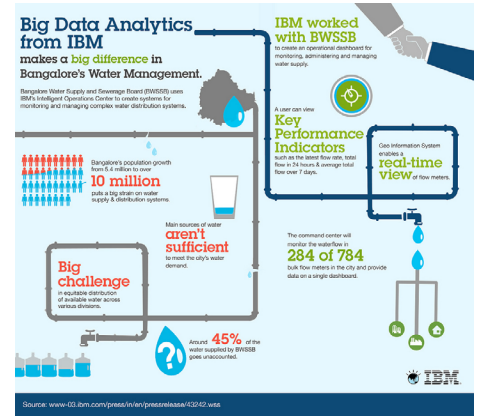 Big Data Analytics
from IBM
makes a big difference in
Bangalore's Water Management.
Bangalore Water Supply and Sewerage Board (BWSSB) uses
IBM's Intelligent Operations Center to create systems for
monitoring and managing complex water distribution systems.
Bangalore's population growth
from 5.4 million to over
10 million
puts a big strain on water
supply & distribution systems
Main sources of water
aren't
sufficient
to meet the city's water
demand.
Big
challenge
in equitable distribution
of available water across
various divisions.
Around 45% of the
water supplied by BWSSB
goes unaccounted.
IBM worked
with BWSSB
to create an operational dashboard for
monitoring, administering and managing
water supply.
A user can view
Key
Performance
Indicators
such as the latest flow rate, total
flow in 24 hours & average total
flow over 7 days.
Geo Information System
enables a
real-time
view of flow meters.
The command center will
monitor the waterflow in
284 of 784
bulk flow meters in the city and provide
data on a single dashboard.
IBM.
Source: www-03.ibm.com/press/in/en/pressrelease/43242.wss